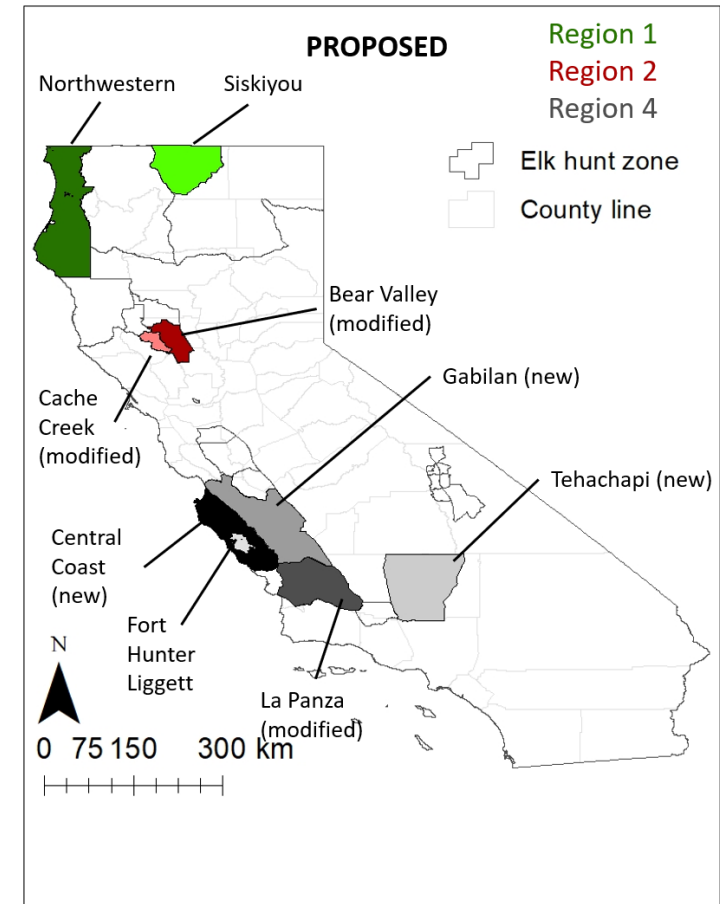 PROPOSED
Region 1
Region 2
Region 4
Northwestern
Siskiyou
Elk hunt zone
County line
Bear Valley
(modified)
Gabilan (new)
Cache
Creek
(modified)
Tehachapi (new)
Central
Coast
(new)
Fort
Hunter
Liggett
La Panza
(modified)
N
0 75 150 300 km